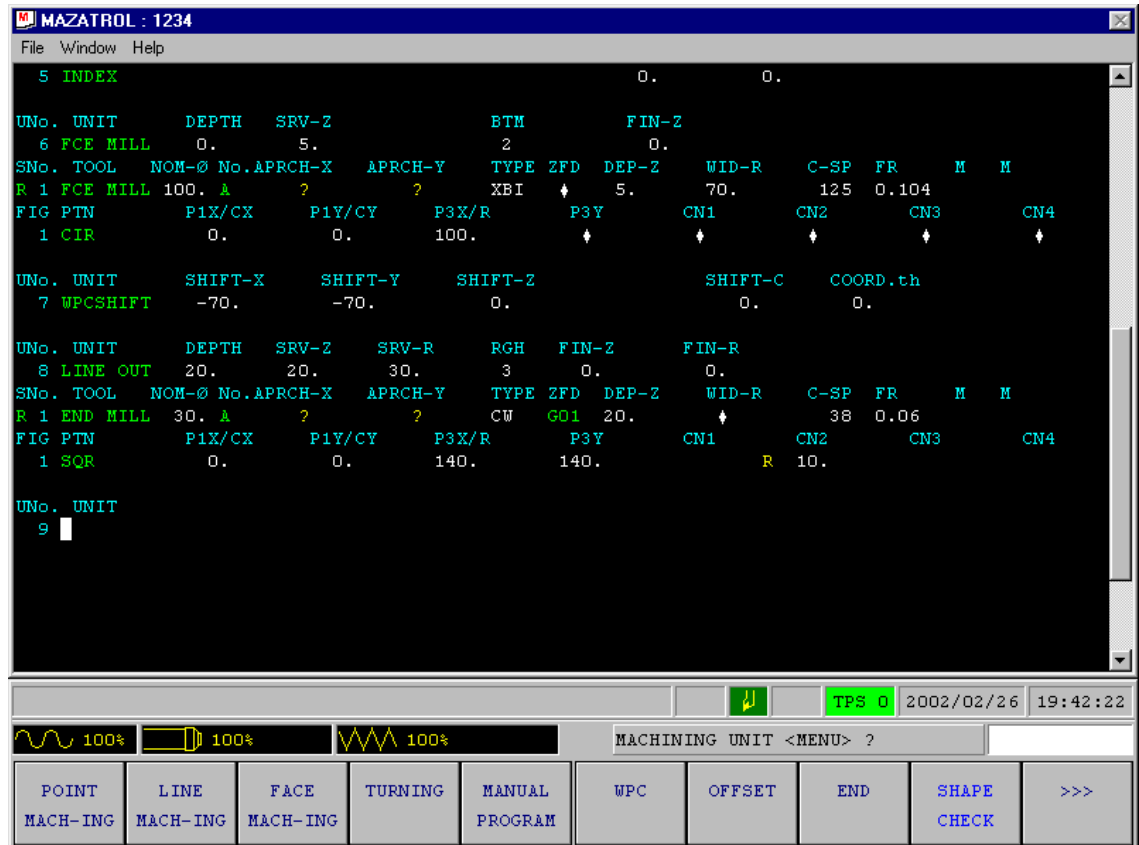 MAZATROL : 1234
File Window Help
5 INDEX 0. 0.
UNo. UNIT DEPTH SRV-Z BTM FIN-Z
6 FCE MILL 0. 5. 2 0.
SNo. TOOL NOM-Ø No. APRCH-X APRCH-Y TYPE ZFD DEP-Z WID-R C-SP FR M M
R 1 FCE MILL 100. A ? ? XBI ♦ 5. 70. 125 0.104
FIG PTN P1X/CX P1Y/CY P3X/R P3Y CN1 CN2 CN3 CN4
1 CIR 0. 0. 100. ♦ ♦ ♦ ♦ ♦
UNo. UNIT SHIFT-X SHIFT-Y SHIFT-Z SHIFT-C COORD.th
7 WPCSHIFT -70. -70. 0. 0. 0.
UNo. UNIT DEPTH SRV-Z SRV-R RGH FIN-Z FIN-R
8 LINE OUT 20. 20. 30. 3 0. 0.
SNo. TOOL NOM-Ø No. APRCH-X APRCH-Y TYPE ZFD DEP-Z WID-R C-SP FR M M
R 1 END MILL 30. A ? ? CW G01 20. ♦ 38 0.06
FIG PTN P1X/CX P1Y/CY P3X/R P3Y CN1 CN2 CN3 CN4
1 SQR 0. 0. 140. 140. R 10.
UNo. UNIT
9
TPS 0 2002/02/26 19:42:22
100% 100% 100% MACHINING UNIT <MENU> ?
POINT LINE FACE TURNING MANUAL WPC OFFSET END SHAPE >>>
MACH-ING MACH-ING MACH-ING PROGRAM CHECK